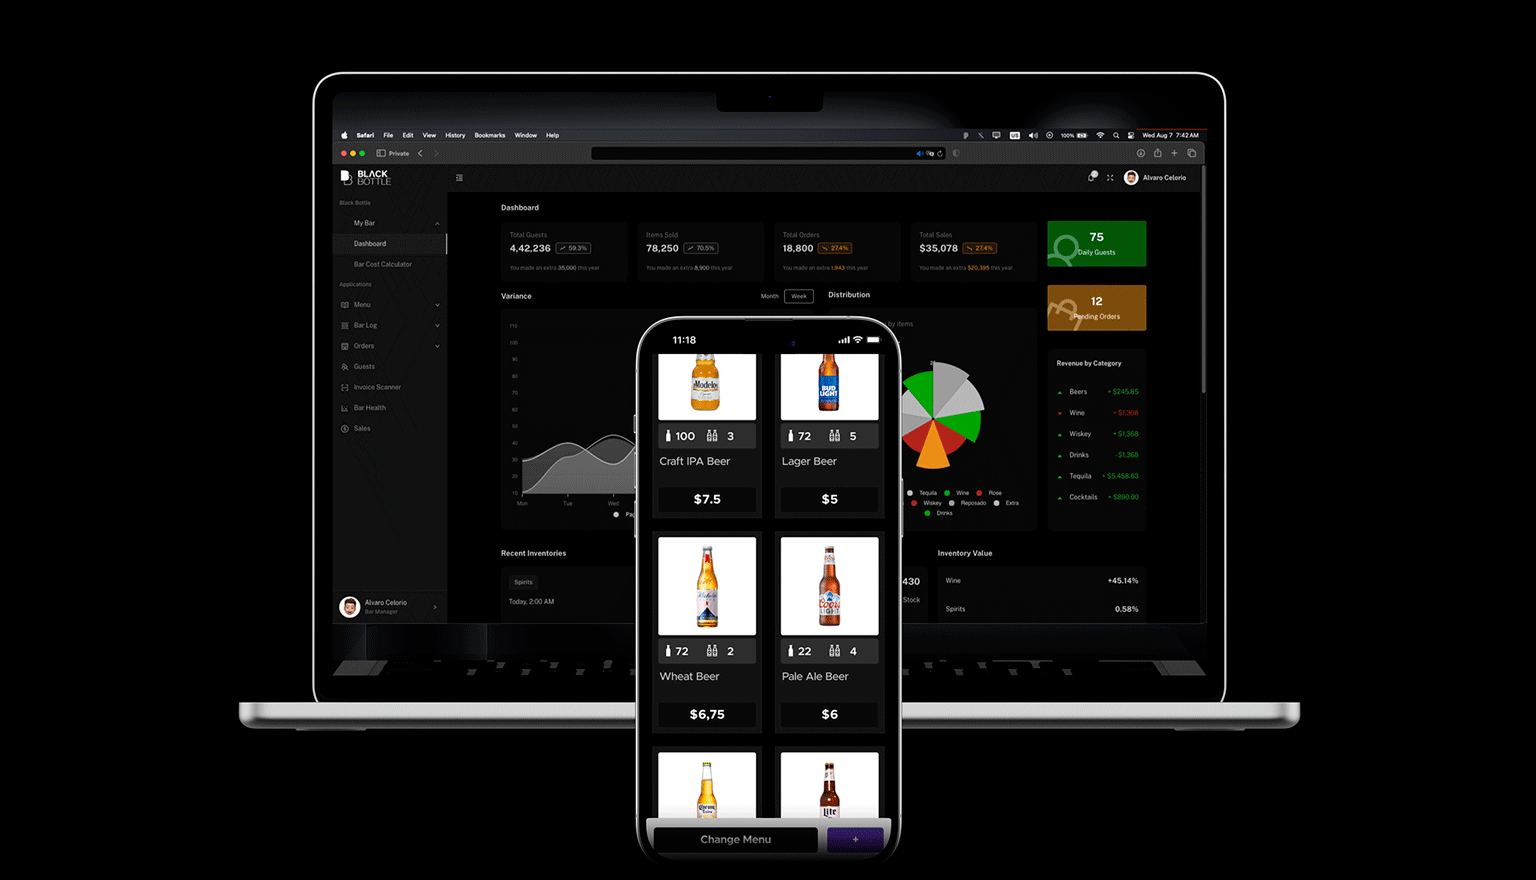 Safari File Edit View History Bookmarks Window Help
US 100% Wed Aug 7 7:42 AM
Private
BLACK
BOTTLE
Alvaro Celorio
Black Bottle
My Bar
Dashboard
Bar Cost Calculator
Applications
Menu
Bar Log
Orders
Guests
Invoice Scanner
Bar Health
Sales
Alvaro Celorio
Bar Manager
Dashboard
Total Guests
4,42,236 59.3%
You made an extra 35,000 this year
Items Sold
78,250 70.5%
You made an extra 8,900 this year
Total Orders
18,800 27.4%
You made an extra 1,943 this year
Total Sales
$35,078 27.4%
You made an extra $20,395 this year
75
Daily Guests
12
Pending Orders
Variance
Month Week
110
100
90
80
70
60
50
40
30
20
10
Mon Tue Wed
Pag
Distribution
by items
Tequila Wine Rose
Wiskey Reposado Extra
Drinks
Revenue by Category
Beers + $245.65
Wine + $1,368
Wiskey + $1,368
Drinks -$1,368
Tequila + $5,458.63
Cocktails + $890.00
Recent Inventories
Spirits
Today, 2:00 AM
430
Stock
Inventory Value
Wine +45.14%
Spirits 0.58%
11:18
Modelo
BUD
LIGHT
100 3
Craft IPA Beer
$7.5
72 5
Lager Beer
$5
72 2
Wheat Beer
$6,75
Coors
LIGHT
22 4
Pale Ale Beer
$6
Corona
Extra
Lite
Change Menu +